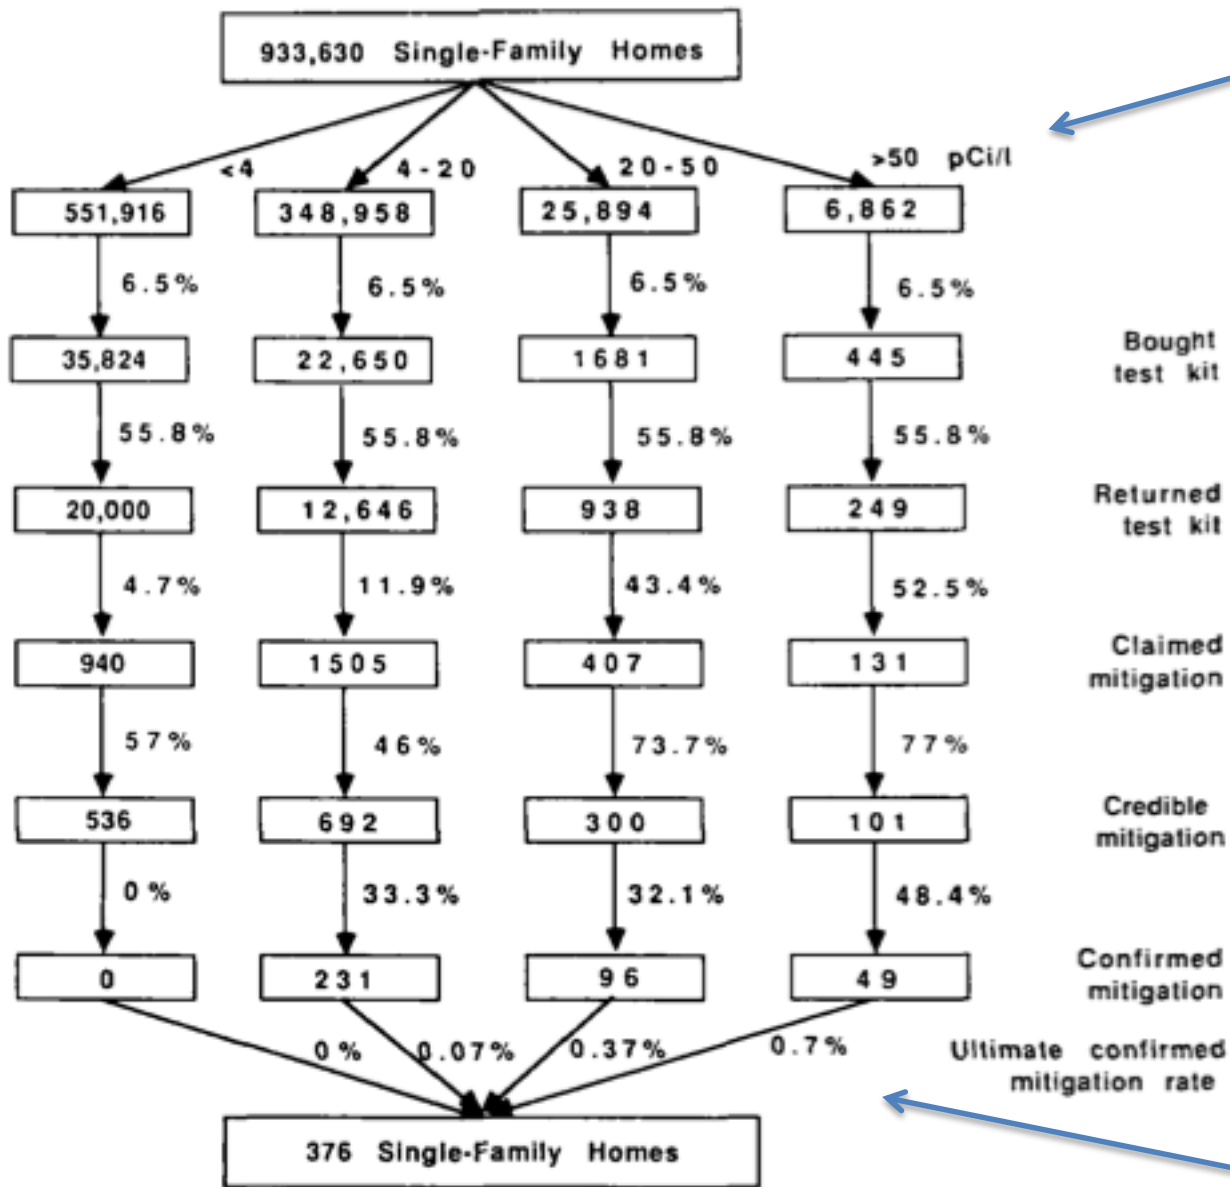 933,630 Single-Family Homes
<4 4-20 20-50 >50 pCi/l
551,916 348,958 25,894 6,862
6.5% 6.5% 6.5% 6.5%
35,824 22,650 1681 445 Bought
test kit
55.8% 55.8% 55.8% 55.8%
20,000 12,646 938 249 Returned
test kit
4.7% 11.9% 43.4% 52.5%
940 1505 407 131 Claimed
mitigation
57% 46% 73.7% 77%
536 692 300 101 Credible
mitigation
0% 33.3% 32.1% 48.4%
0 231 96 49 Confirmed
mitigation
0% 0.07% 0.37% 0.7% Ultimate confirmed
mitigation rate
376 Single-Family Homes